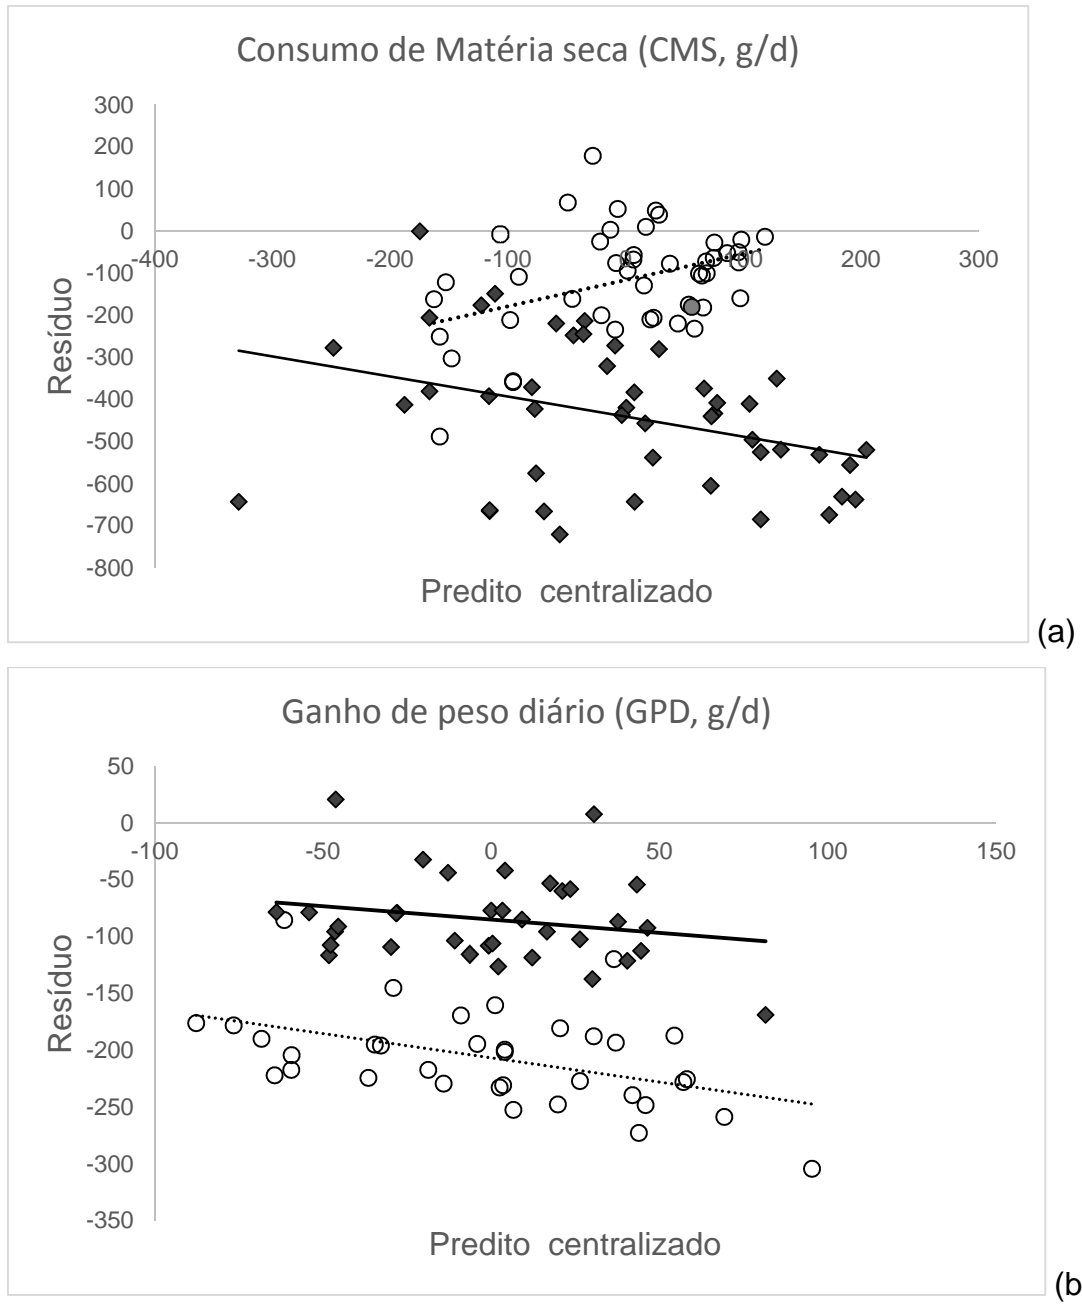 Consumo de Matéria seca (CMS, g/d)
300
200
100
0
-100
-200
-300
-400
-500
-600
-700
-800
-400 -300 -200 -100 0 100 200 300
Resíduo
Predito centralizado
(a)
Ganho de peso diário (GPD, g/d)
50
0
-50
-100
-150
-200
-250
-300
-350
-100 -50 0 50 100 150
Resíduo
Predito centralizado
(b